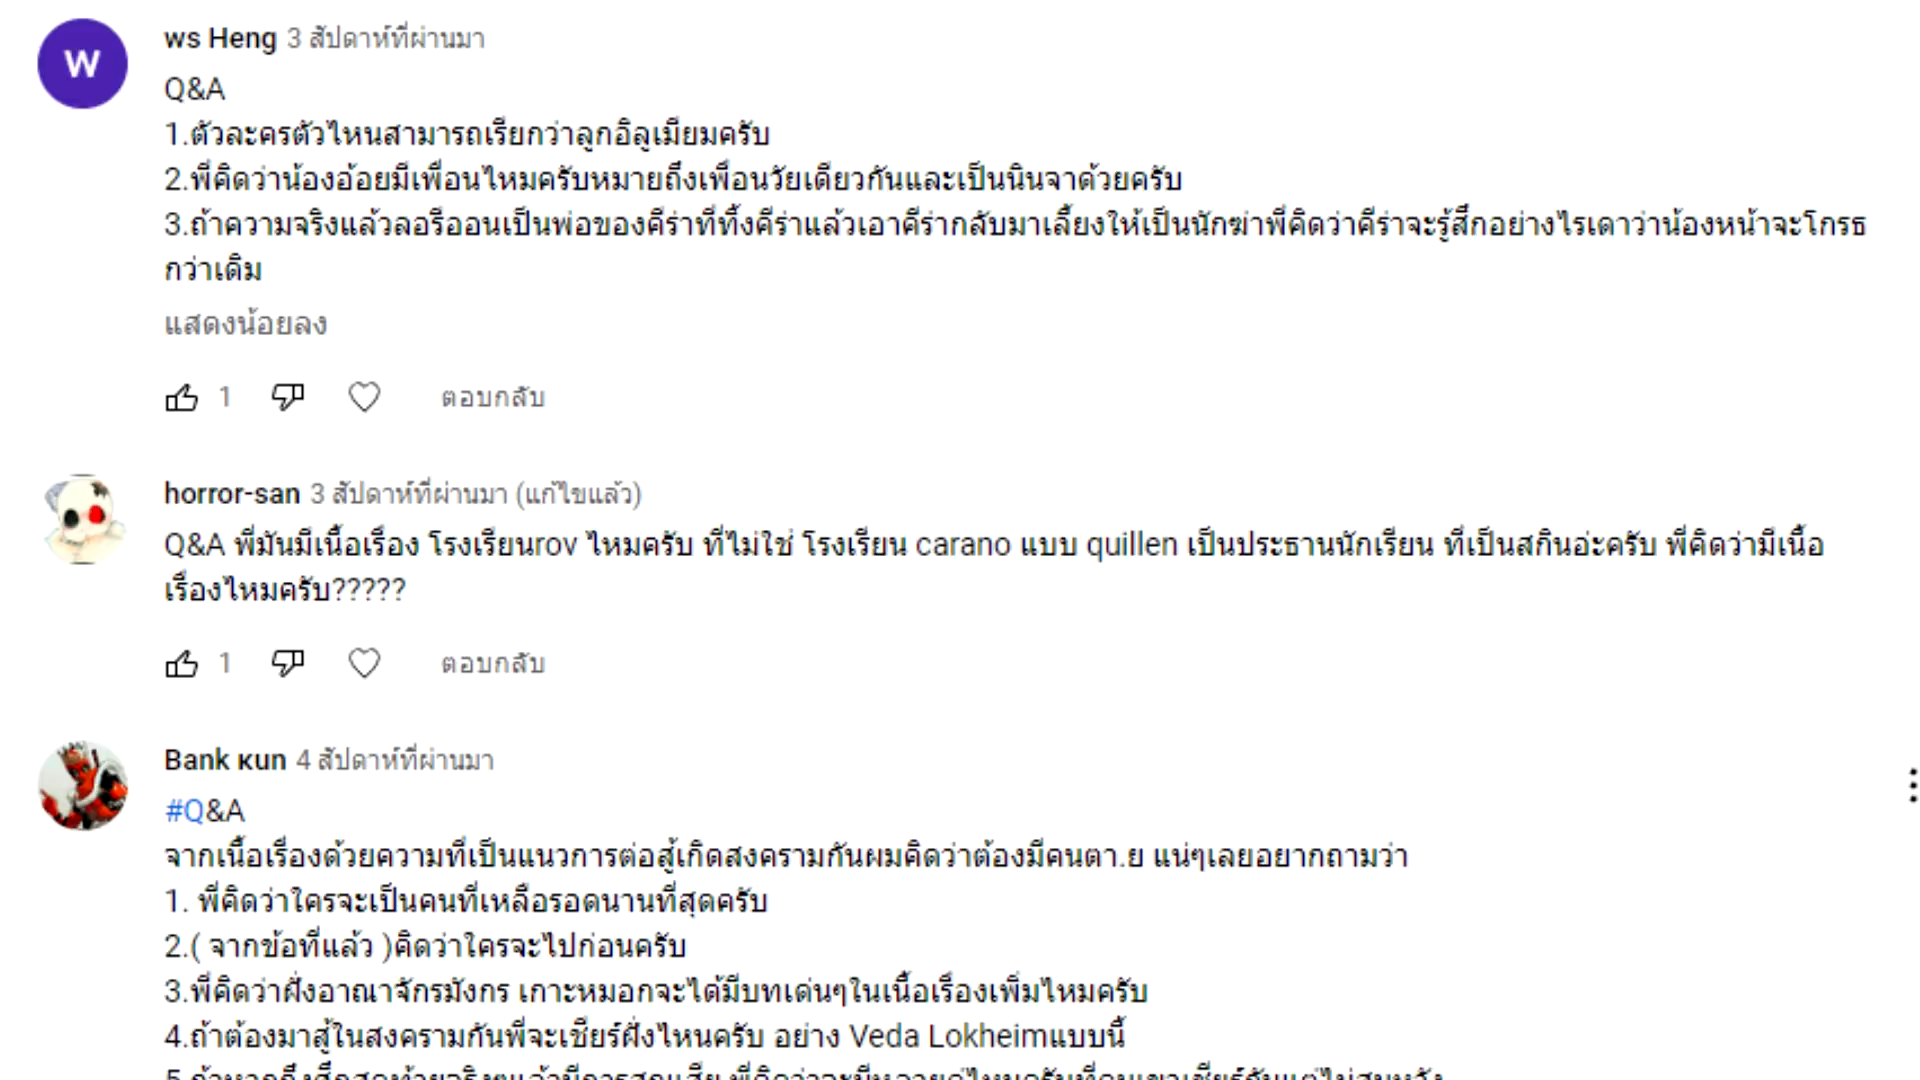 W
ws Heng 3 สัปดาห์ที่ผ่านมา
Q&A
1.ตัวละครตัวไหนสามารถเรียกว่าลูกอิลูเมียมครับ
2.พี่คิดว่าน้องอ้อยมีเพื่อนไหมครับหมายถึงเพื่อนวัยเดียวกันและเป็นนินจาด้วยครับ
3.ถ้าความจริงแล้วลอรีออนเป็นพ่อของคีร่าที่ทิ้งคีร่าแล้วเอาคีร่ากลับมาเลี้ยงให้เป็นนักฆ่าพี่คิดว่าคีร่าจะรู้สึกอย่างไรเดาว่าน้องหน้าจะโกรธ
กว่าเดิม
แสดงน้อยลง
1 ตอบกลับ
horror-san 3 สัปดาห์ที่ผ่านมา (แก้ไขแล้ว)
Q&A พี่มันมีเนื้อเรื่อง โรงเรียนrov ไหมครับ ที่ไม่ใช่ โรงเรียน carano แบบ quillen เป็นประธานนักเรียน ที่เป็นสกินอ่ะครับ พี่คิดว่ามีเนื้อ
เรื่องไหมครับ?????
1 ตอบกลับ
Bank кun 4 สัปดาห์ที่ผ่านมา
#Q&A
จากเนื้อเรื่องด้วยความที่เป็นแนวการต่อสู้เกิดสงครามกันผมคิดว่าต้องมีคนตา.ย แน่ๆเลยอยากถามว่า
1. พี่คิดว่าใครจะเป็นคนที่เหลือรอดนานที่สุดครับ
2.( จากข้อที่แล้ว )คิดว่าใครจะไปก่อนครับ
3.พี่คิดว่าฝั่งอาณาจักรมังกร เกาะหมอกจะได้มีบทเด่นๆในเนื้อเรื่องเพิ่มไหมครับ
4.ถ้าต้องมาสู้ในสงครามกันพี่จะเชียร์ฝั่งไหนครับ อย่าง Veda Lokheimแบบนี้